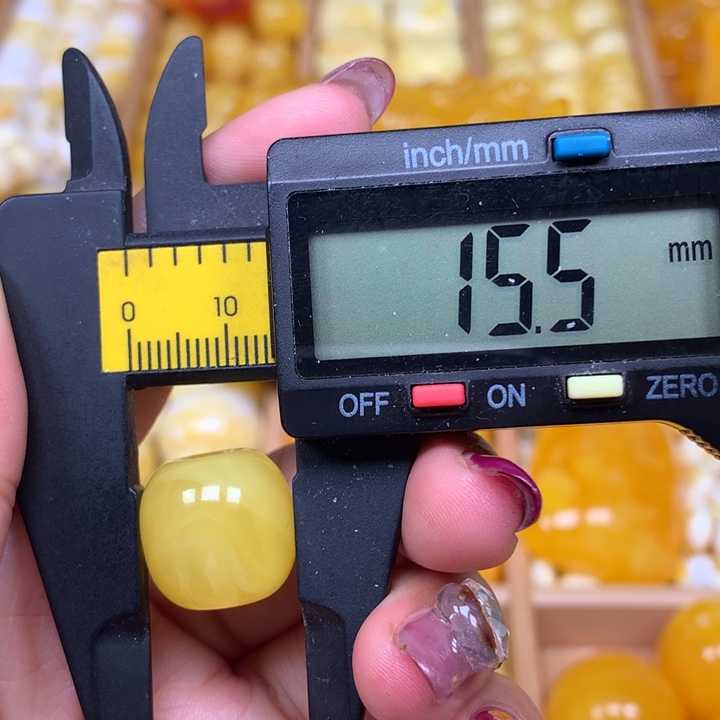 inch/mm
15.5 mm
0 10
OFF ON ZERO